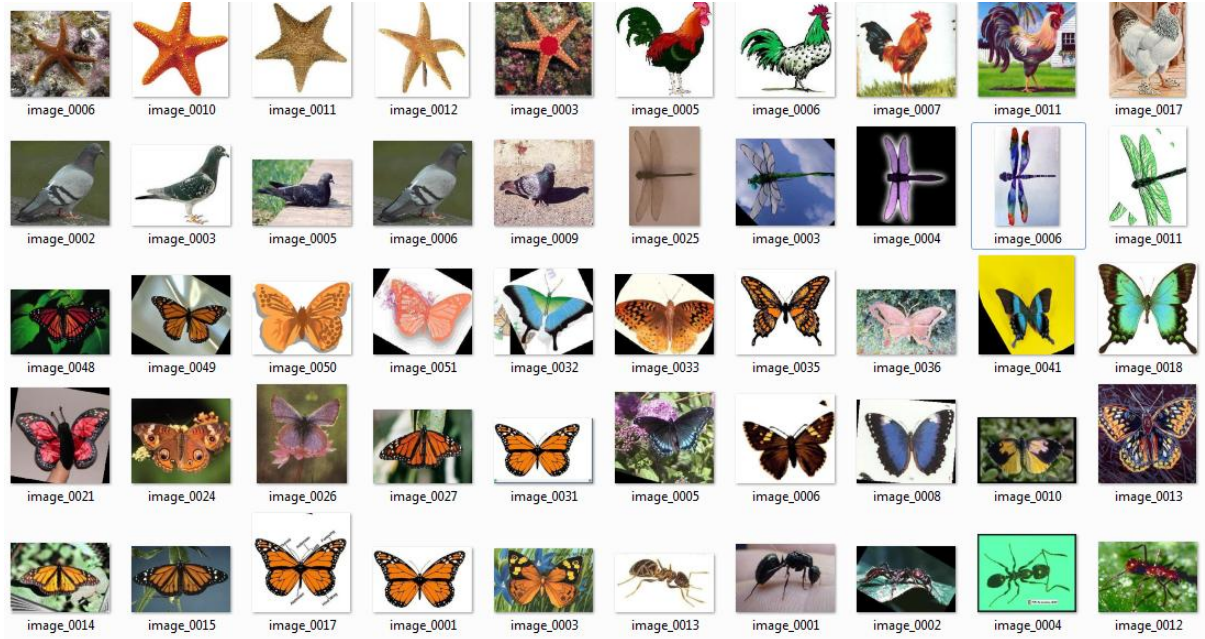 image_0006 image_0010 image_0011 image_0012 image_0003 image_0005 image_0006 image_0007 image_0011 image_0017
image_0002 image_0003 image_0005 image_0006 image_0009 image_0025 image_0003 image_0004 image_0006 image_0011
image_0048 image_0049 image_0050 image_0051 image_0032 image_0033 image_0035 image_0036 image_0041 image_0018
image_0021 image_0024 image_0026 image_0027 image_0031 image_0005 image_0006 image_0008 image_0010 image_0013
image_0014 image_0015 image_0017 image_0001 image_0003 image_0013 image_0001 image_0002 image_0004 image_0012